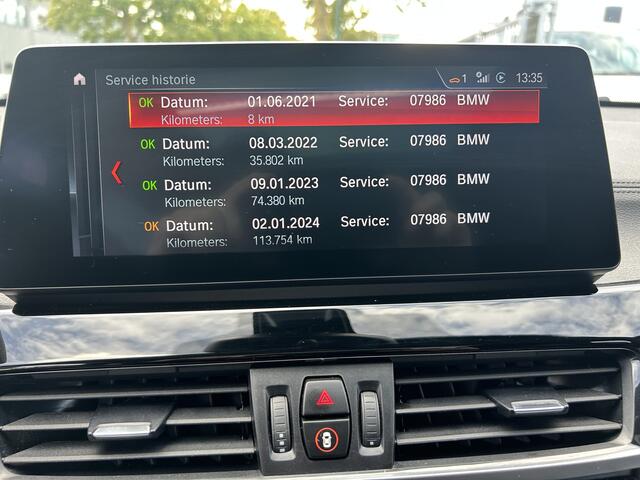 Service historie 1 13:35
OK Datum: 01.06.2021 Service: 07986 BMW
Kilometers: 8 km
OK Datum: 08.03.2022 Service: 07986 BMW
Kilometers: 35.802 km
OK Datum: 09.01.2023 Service: 07986 BMW
Kilometers: 74.380 km
OK Datum: 02.01.2024 Service: 07986 BMW
Kilometers: 113.754 km